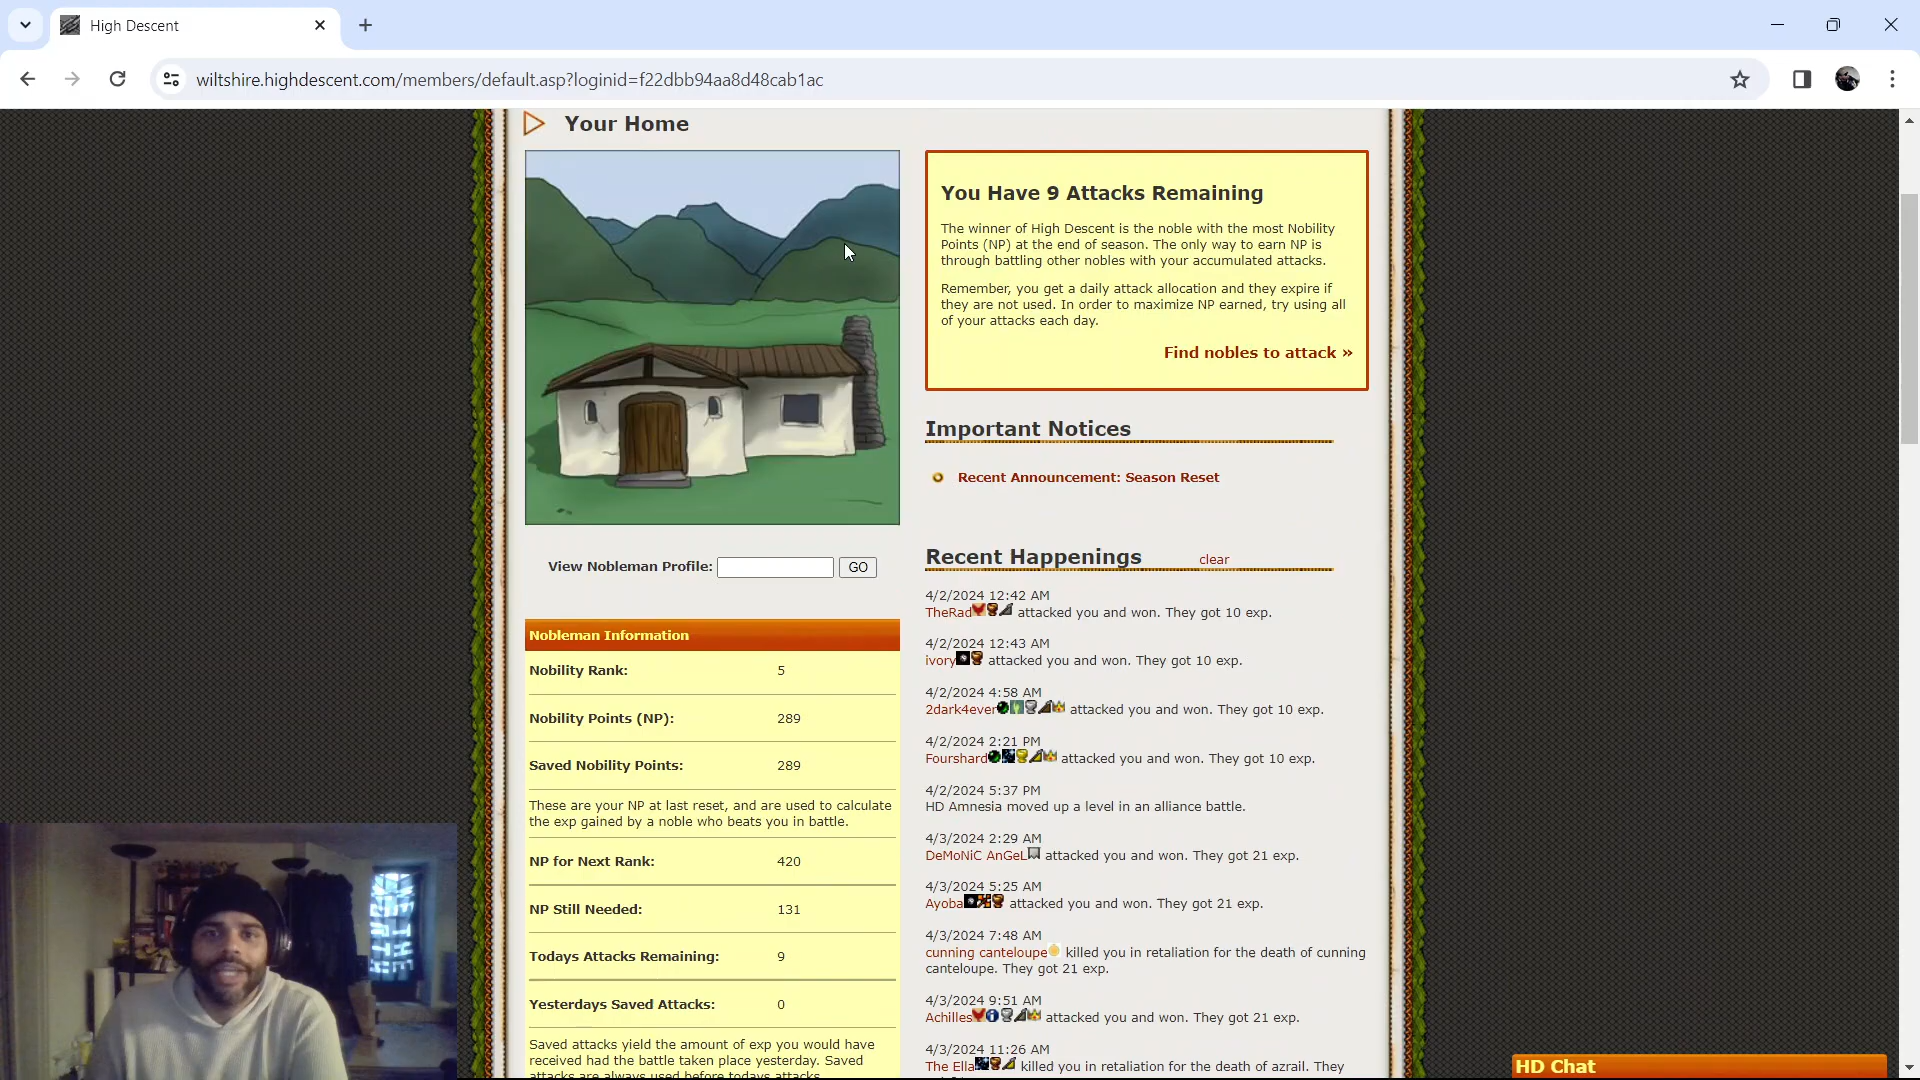 High Descent
wiltshire.highdescent.com/members/default.asp?loginid=f22dbb94aa8d48cab1ac
Your Home
You Have 9 Attacks Remaining
The winner of High Descent is the noble with the most Nobility
Points (NP) at the end of season. The only way to earn NP is
through battling other nobles with your accumulated attacks.
Remember, you get a daily attack allocation and they expire if
they are not used. In order to maximize NP earned, try using all
of your attacks each day.
Find nobles to attack »
Important Notices
Recent Announcement: Season Reset
View Nobleman Profile: GO
Nobleman Information
Nobility Rank: 5
Nobility Points (NP): 289
Saved Nobility Points: 289
These are your NP at last reset, and are used to calculate
the exp gained by a noble who beats you in battle.
NP for Next Rank: 420
NP Still Needed: 131
Todays Attacks Remaining: 9
Yesterdays Saved Attacks: 0
Saved attacks yield the amount of exp you would have
received had the battle taken place yesterday. Saved
attacks are always used before todays attacks.
Recent Happenings clear
4/2/2024 12:42 AM
TheRad attacked you and won. They got 10 exp.
4/2/2024 12:43 AM
ivory attacked you and won. They got 10 exp.
4/2/2024 4:58 AM
2dark4ever attacked you and won. They got 10 exp.
4/2/2024 2:21 PM
Fourshard attacked you and won. They got 10 exp.
4/2/2024 5:37 PM
HD Amnesia moved up a level in an alliance battle.
4/3/2024 2:29 AM
DeMoNiC AnGeL attacked you and won. They got 21 exp.
4/3/2024 5:25 AM
Ayoba attacked you and won. They got 21 exp.
4/3/2024 7:48 AM
cunning canteloupe killed you in retaliation for the death of cunning
canteloupe. They got 21 exp.
4/3/2024 9:51 AM
Achilles attacked you and won. They got 21 exp.
4/3/2024 11:26 AM
The Ella killed you in retaliation for the death of azrail. They
HD Chat